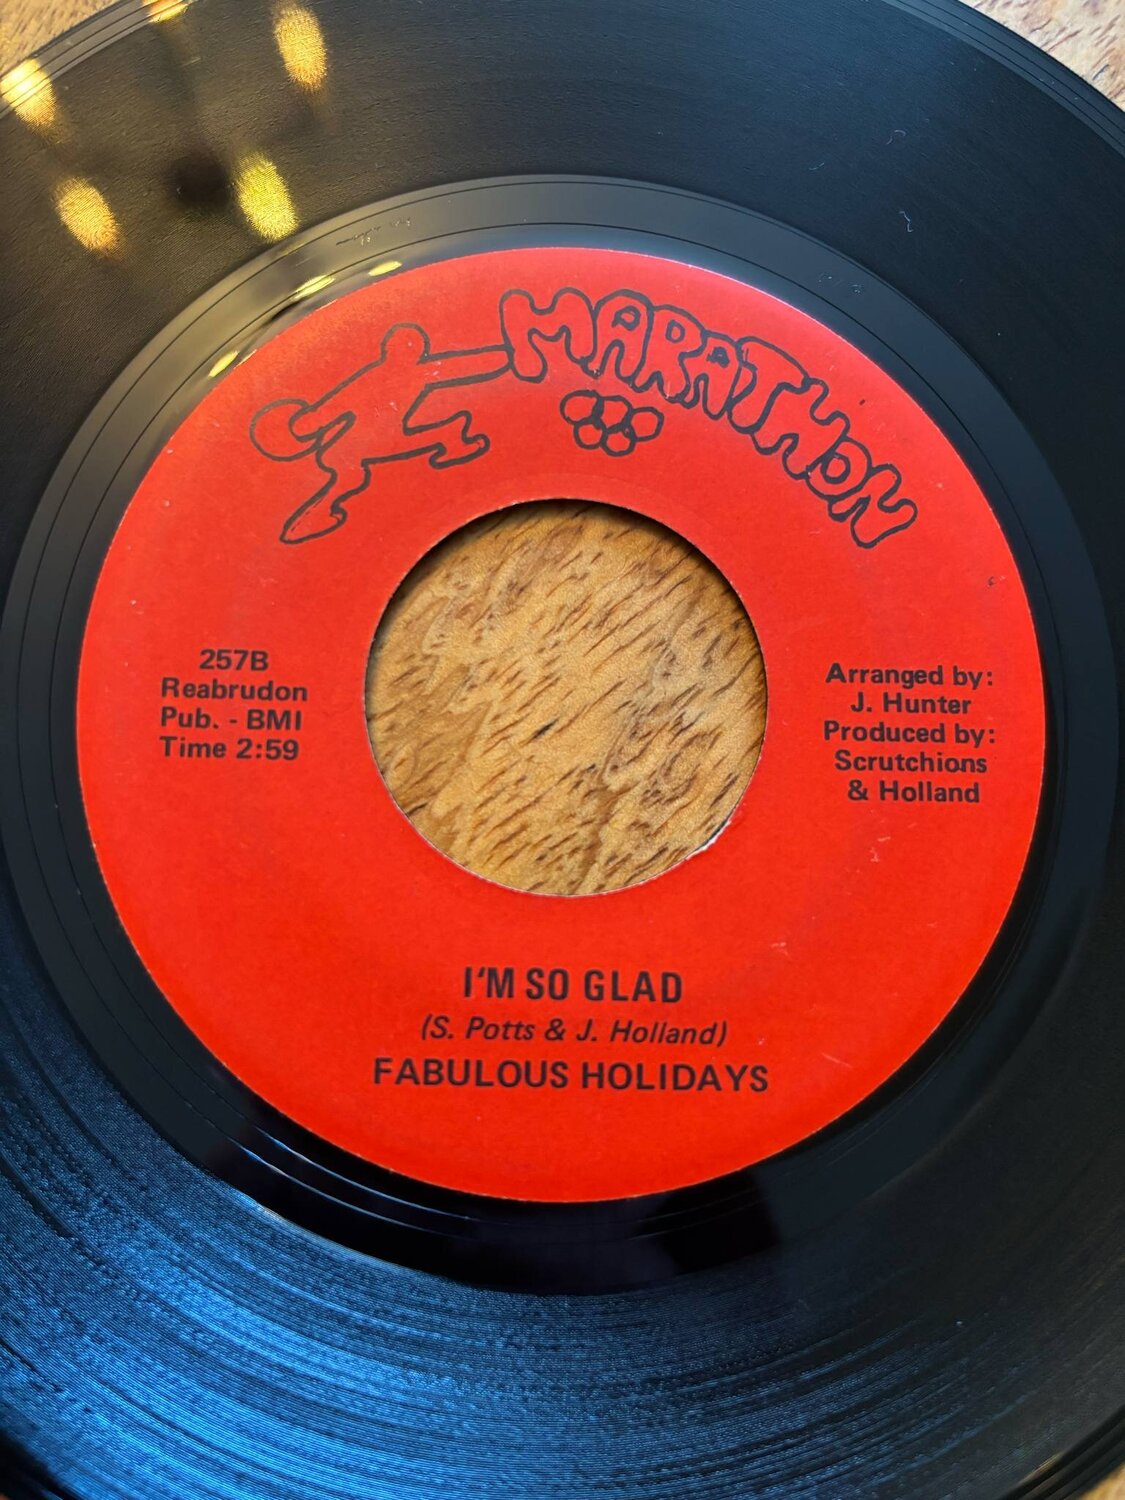 MARATHON
257B
Reabrudon
Pub. - BMI
Time 2:59
Arranged by:
J. Hunter
Produced by:
Scrutchions
& Holland
I'M SO GLAD
(S. Potts & J. Holland)
FABULOUS HOLIDAYS